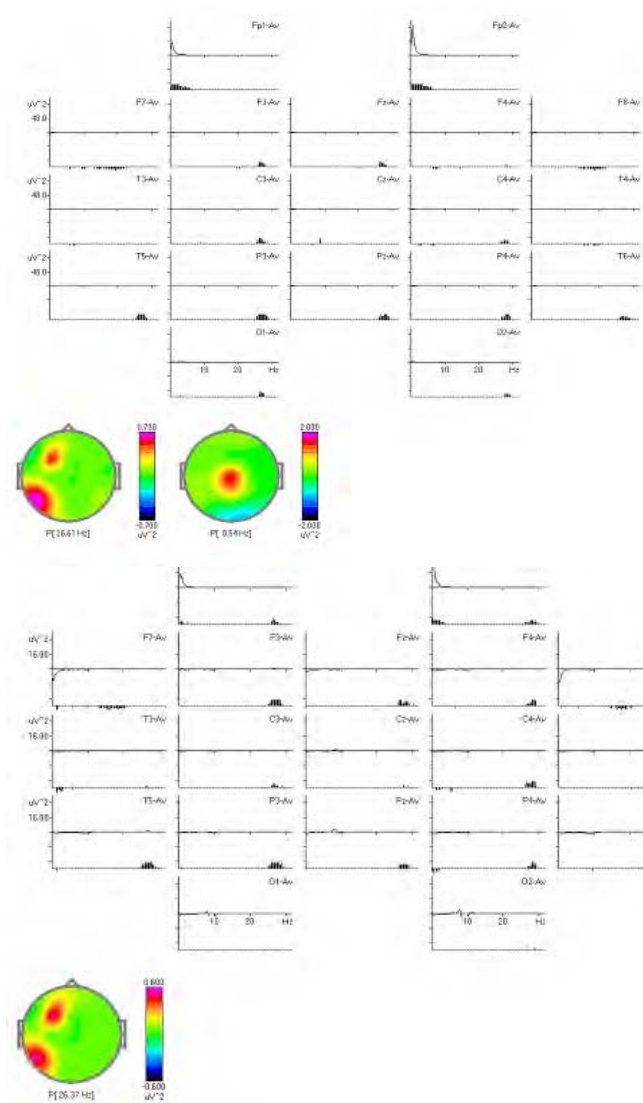 Fp1-Av Fp2-Av
uV^2 F7-Av F3-Av Fz-Av F4-Av F8-Av
48.0
uV^2 T3-Av C3-Av Cz-Av C4-Av T4-Av
48.0
uV^2 T5-Av P3-Av Pz-Av P4-Av T6-Av
48.0
O1-Av O2-Av
10 20 Hz 10 20 Hz
0.700 2.000
-0.700 -2.000
P[ 26.61 Hz] uV^2 P[ 0.54 Hz] uV^2
uV^2 F7-Av F3-Av Fz-Av F4-Av
16.00
uV^2 T3-Av C3-Av Cz-Av C4-Av
16.00
uV^2 T5-Av P3-Av Pz-Av P4-Av
16.00
O1-Av O2-Av
10 20 Hz 10 20 Hz
0.600
-0.600
P[ 26.37 Hz] uV^2